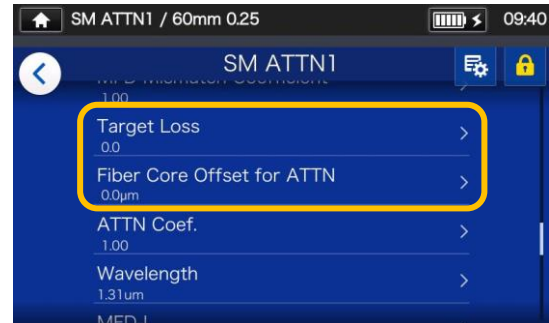 SM ATTN1 / 60mm 0.25
09:40
SM ATTN1
1.00
Target Loss
0.0
Fiber Core Offset for ATTN
0.0µm
ATTN Coef.
1.00
Wavelength
1.31um